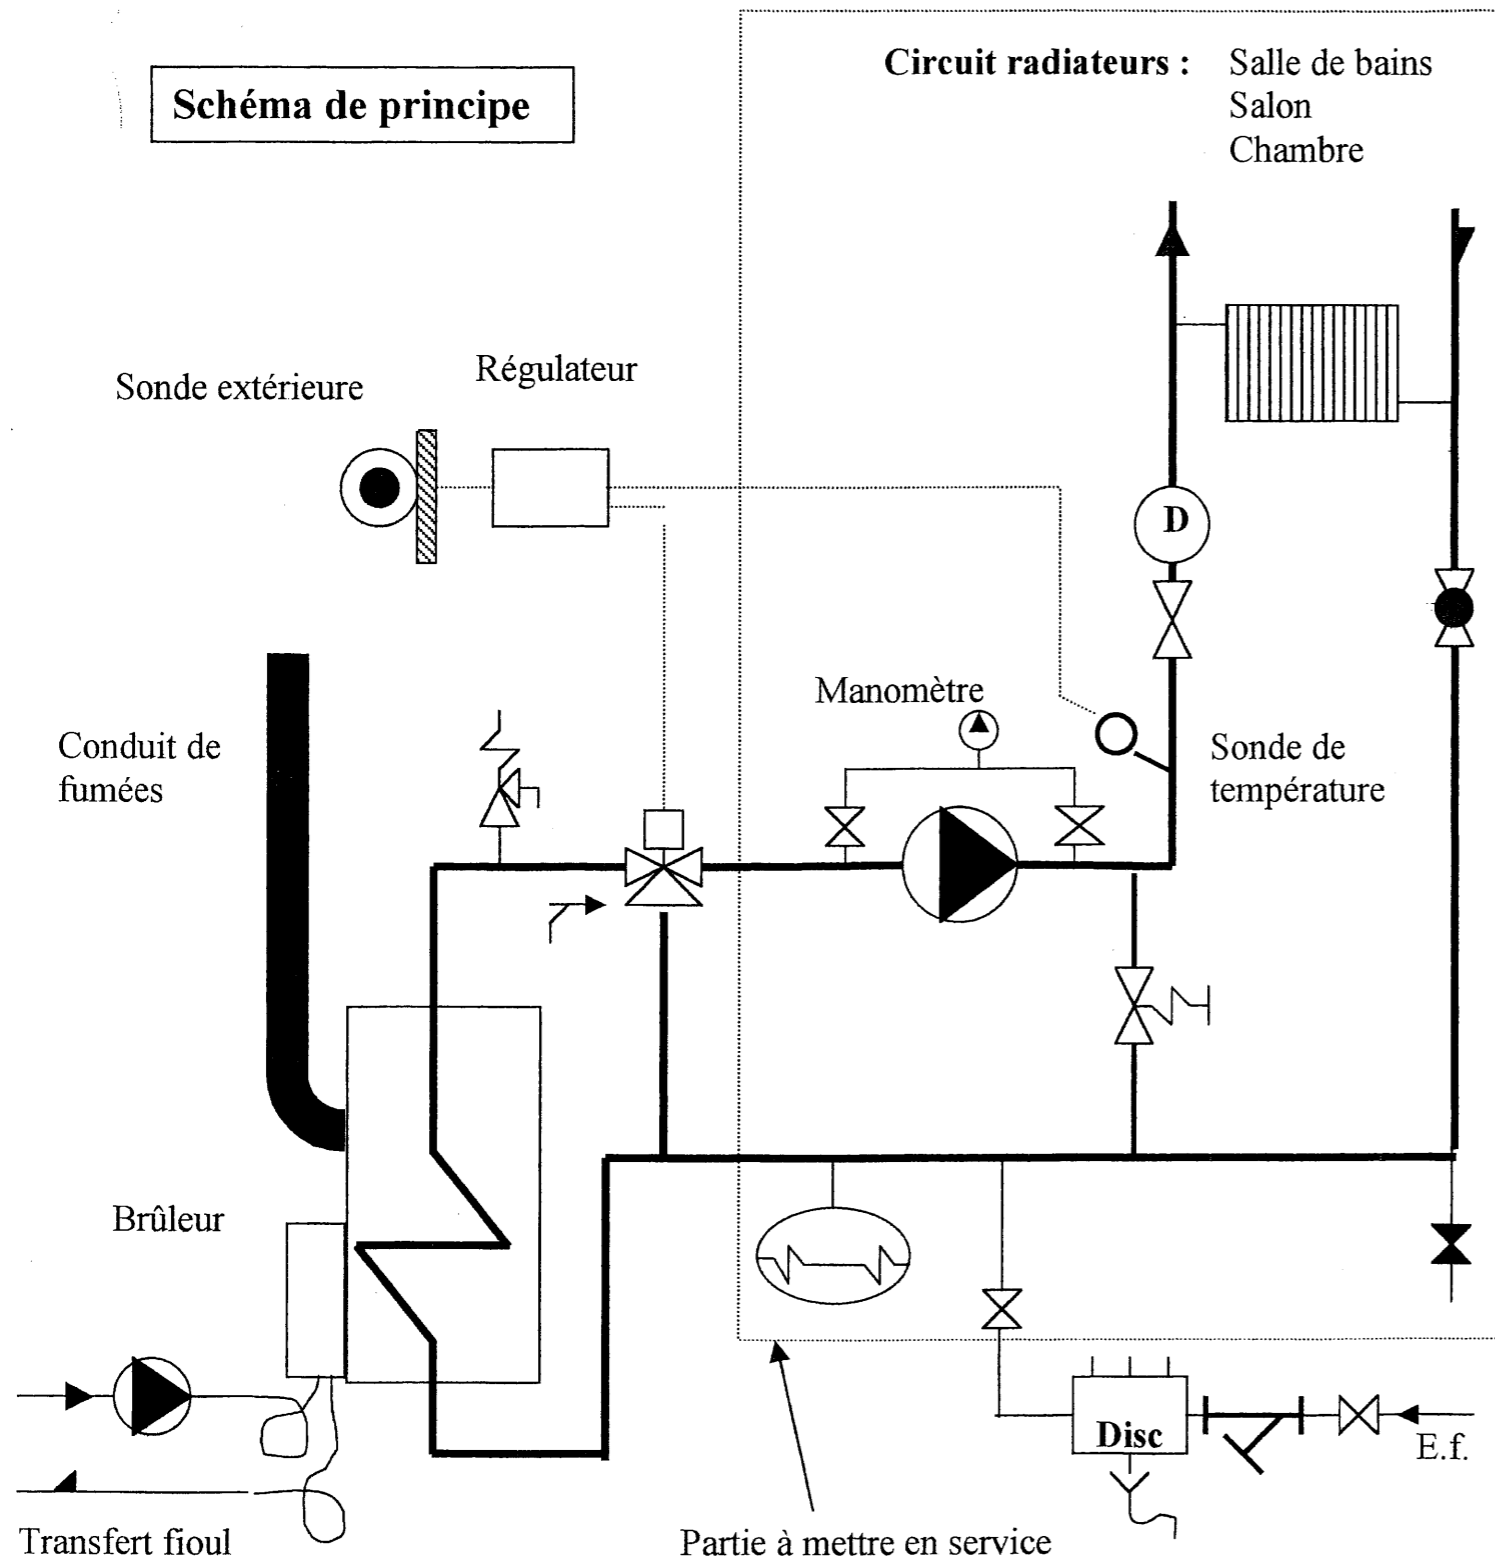 Schéma de principe
Circuit radiateurs : Salle de bains
Salon
Chambre
Sonde extérieure
Régulateur
D
Manomètre
Sonde de
température
Conduit de
fumées
Brûleur
Disc
E.f.
Transfert fioul
Partie à mettre en service